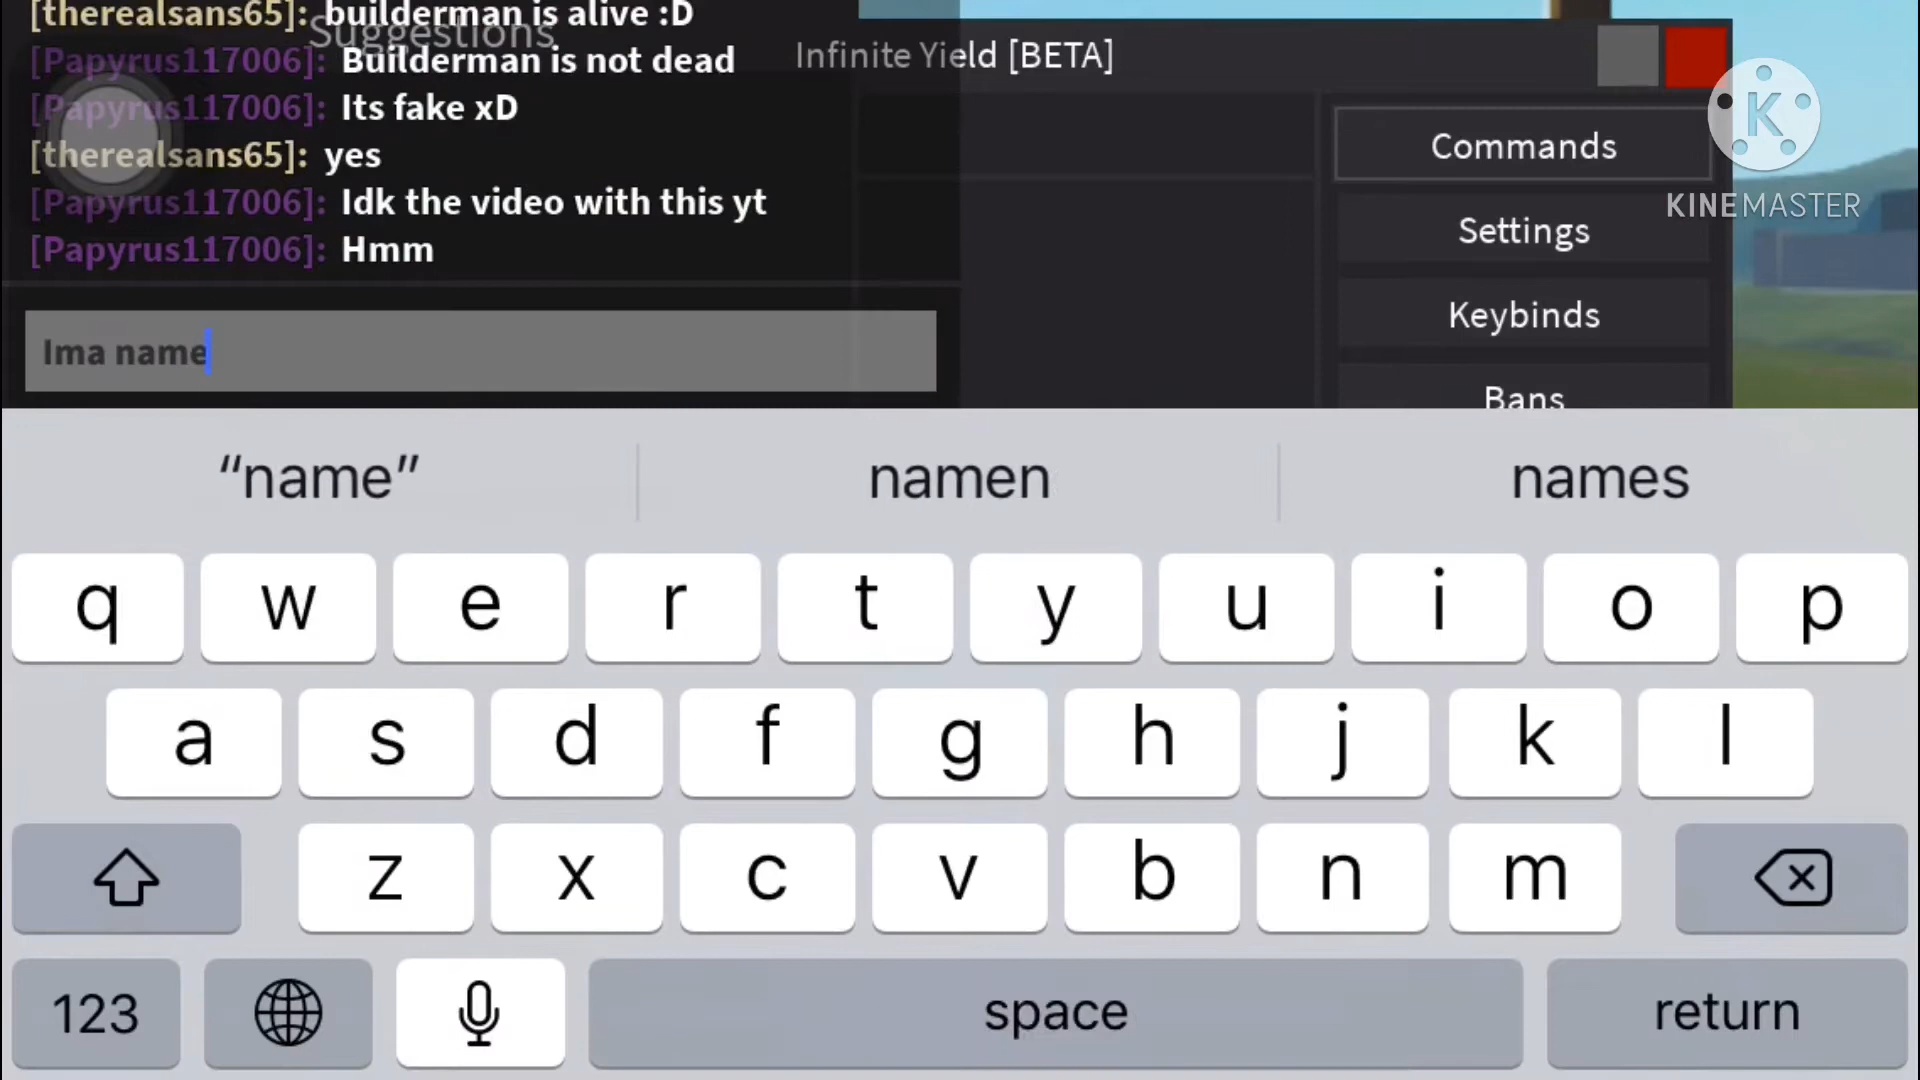 [therealsans65]: builderman is alive :D
Suggestions
[Papyrus117006]: Builderman is not dead
[Papyrus117006]: Its fake xD
[therealsans65]: yes
[Papyrus117006]: Idk the video with this yt
[Papyrus117006]: Hmm
Ima name
Infinite Yield [BETA]
Commands
Settings
Keybinds
Bans
K
KINEMASTER
“name” namen names
q w e r t y u i o p
a s d f g h j k l
z x c v b n m
123 space return